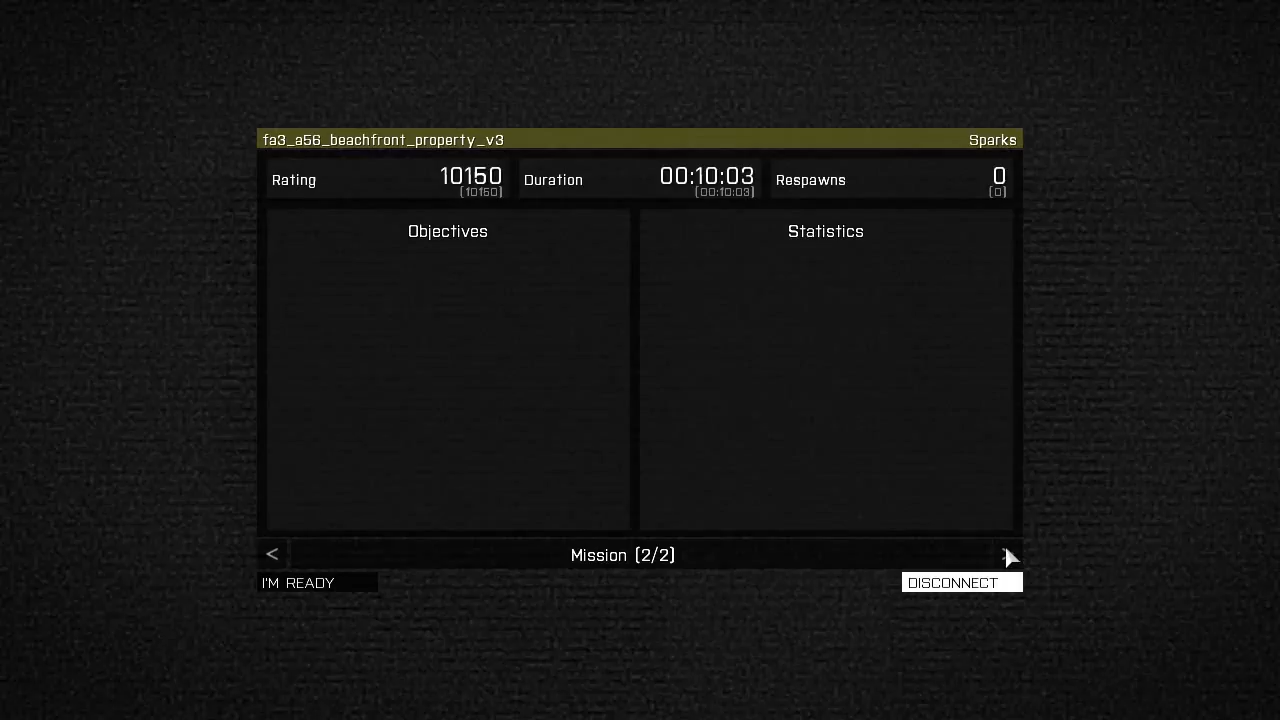 fa3_a56_beachfront_property_v3 Sparks
Rating 10150 Duration 00:10:03 Respawns 0
(10150) (00:10:03) (0)
Objectives Statistics
< Mission (2/2)
I'M READY DISCONNECT